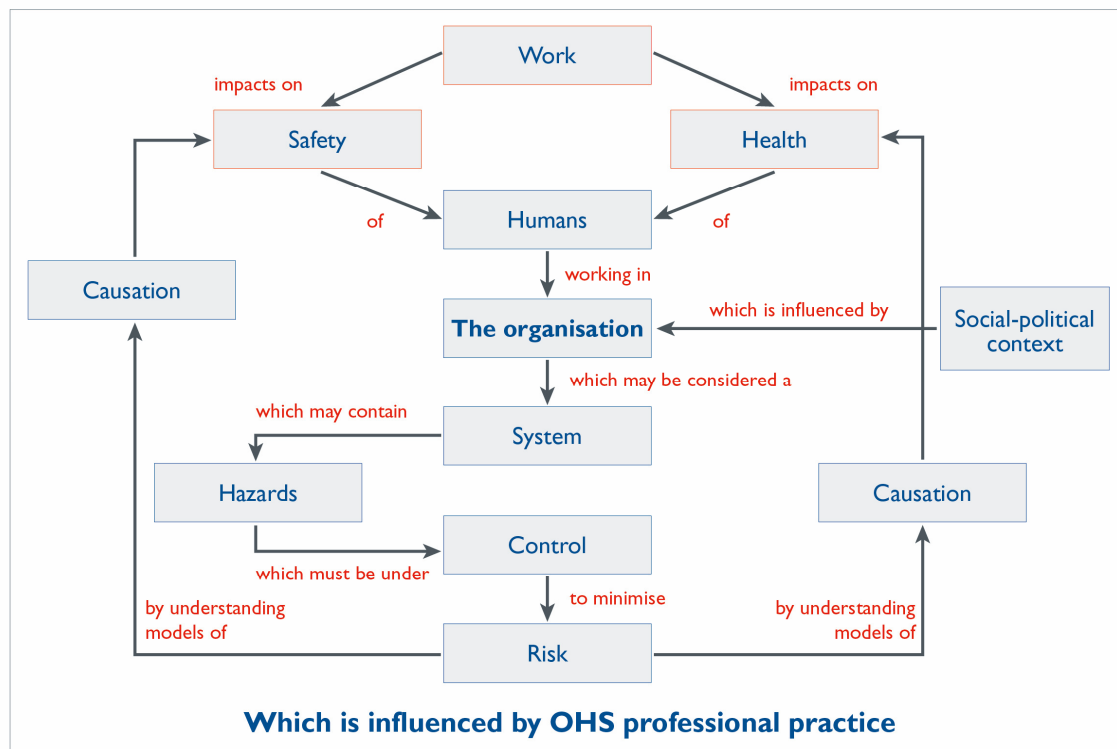 Work
impacts on
impacts on
Safety
Health
of
Humans
of
working in
Causation
The organisation
which is influenced by
Social-political
context
which may be considered a
which may contain
System
Hazards
Causation
Control
which must be under
to minimise
by understanding
models of
by understanding
models of
Risk
Which is influenced by OHS professional practice